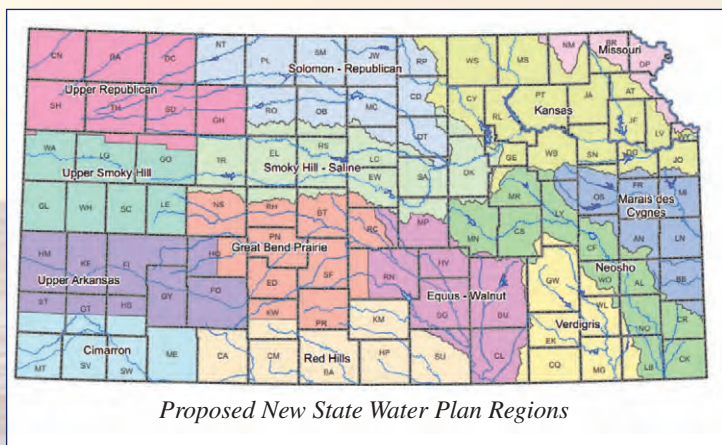 CN RA DC NT PL SM JW RP WS MS NM BR DP
Missouri
Upper Republican
Solomon - Republican
SH TH SD GH RO OB MC CD CY RL PT JA AT
Kansas
JF LV
OT
WA LG GO TR EL RS LC SA DK GE WB SN DG JO
Upper Smoky Hill
Smoky Hill - Saline
EW
GL WH SC LE NS RH BT RC MP MN MR CS LY OS FR MI
Marais des
Cygnes
HM KE FI HG PN
Great Bend Prairie
CF AN LN
Neosho
Upper Arkansas
GY FO ED SF RN HV
Equus - Walnut
SG BU GW WO AL BB
ST GT HS KW PR KM WL
Verdigris
NO CR
Cimarron
ME CA CM
Red Hills
HP SU EK
MT SV SW BA CL CQ MG LB CK
Proposed New State Water Plan Regions